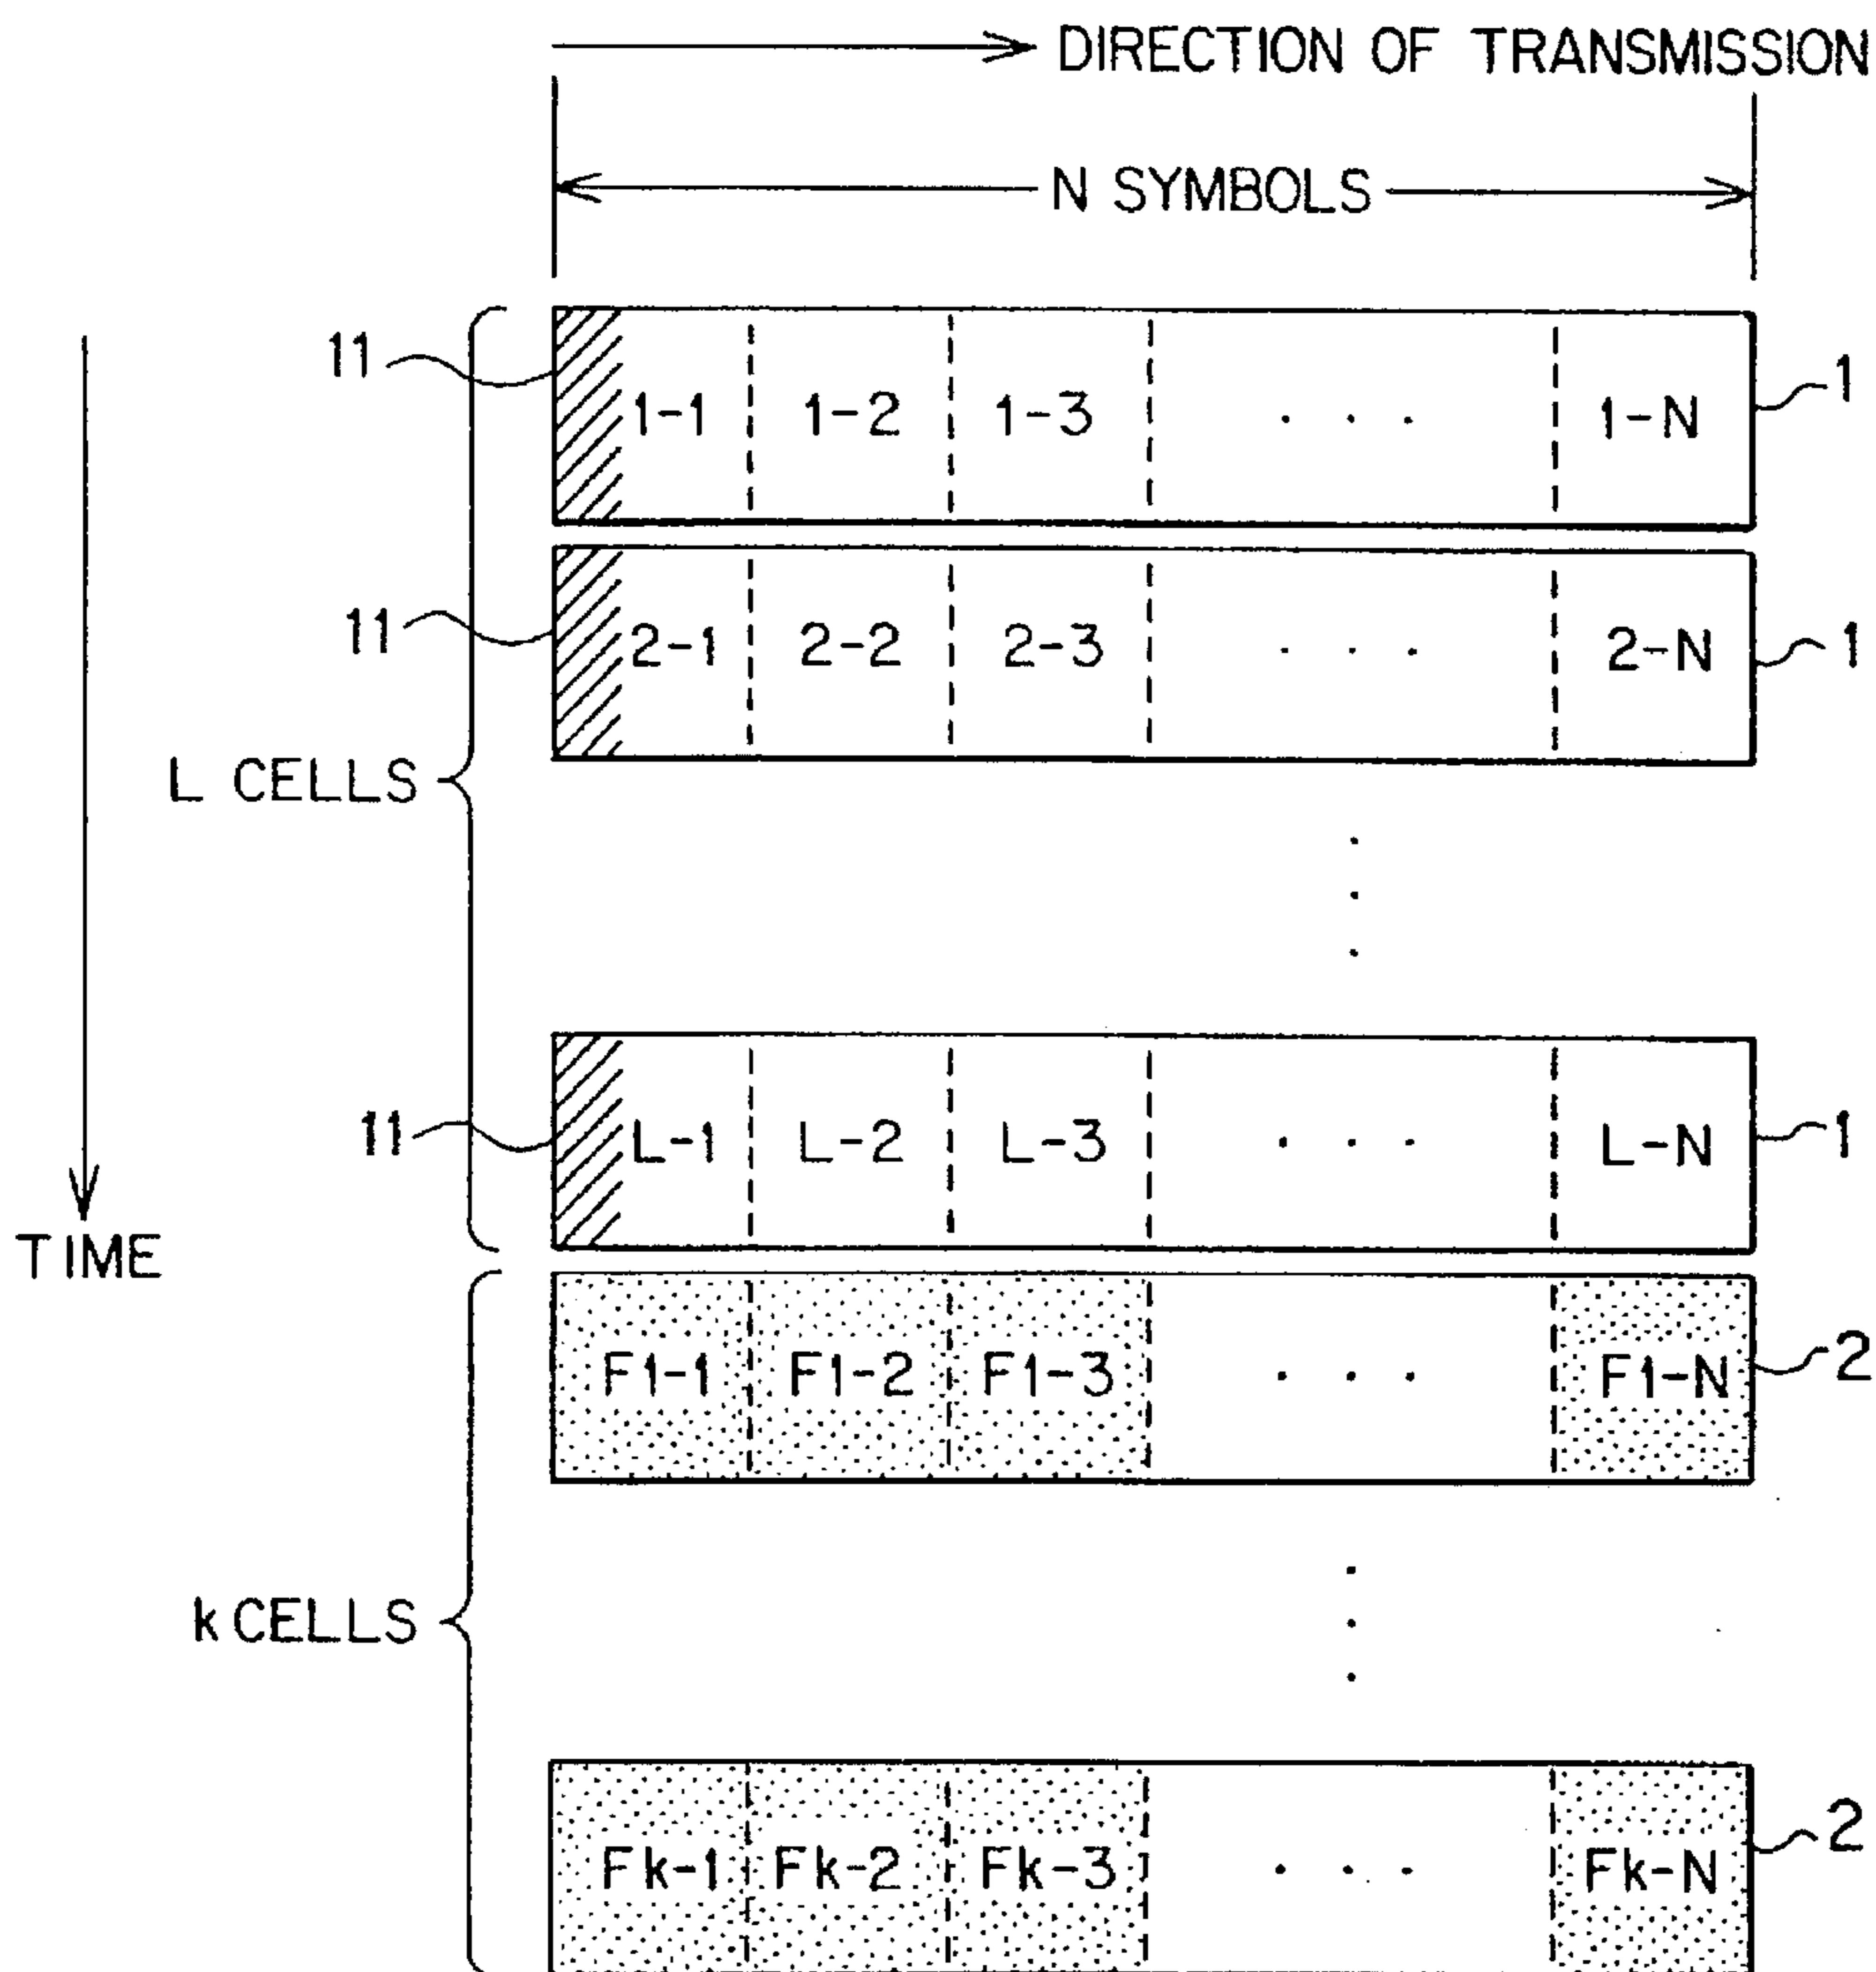 DIRECTION OF TRANSMISSION
N SYMBOLS
11 1-1 1-2 1-3 . . . 1-N 1
11 2-1 2-2 2-3 . . . 2-N 1
L CELLS
11 L-1 L-2 L-3 . . . L-N 1
TIME
F1-1 F1-2 F1-3 . . . F1-N 2
k CELLS
Fk-1 Fk-2 Fk-3 . . . Fk-N 2